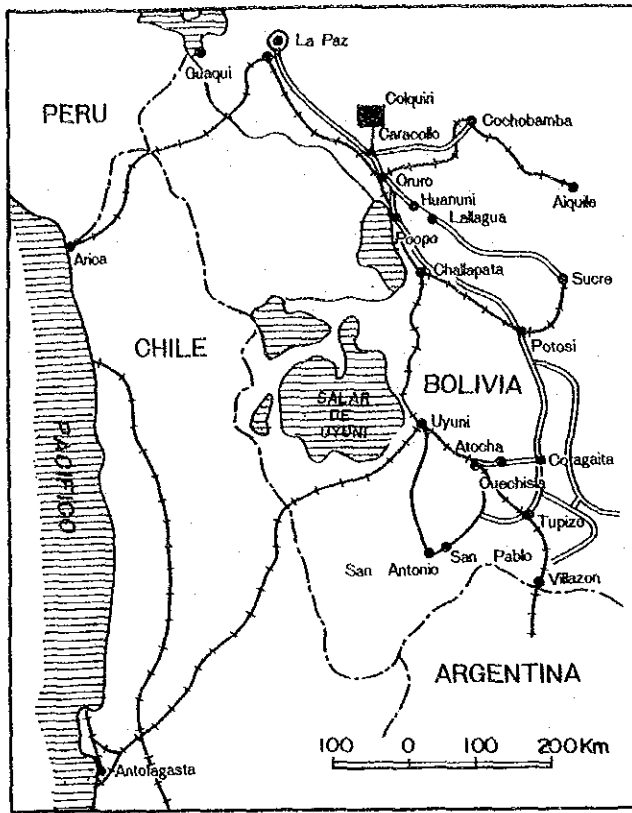 La Paz
Guaqui
PERU
Colquiri
Caracollo
Cochobamba
Oruro
Huanuni
Lallagua
Aiquile
Poopo
Arica
Challapata
Sucre
CHILE
Potosi
BOLIVIA
SALAR
DE
UYUNI
PACIFICO
Uyuni
Atocha
Cotagaita
Quechisla
Tupizo
San Antonio
San Pablo
Villazon
ARGENTINA
100 0 100 200Km
Antofagasta